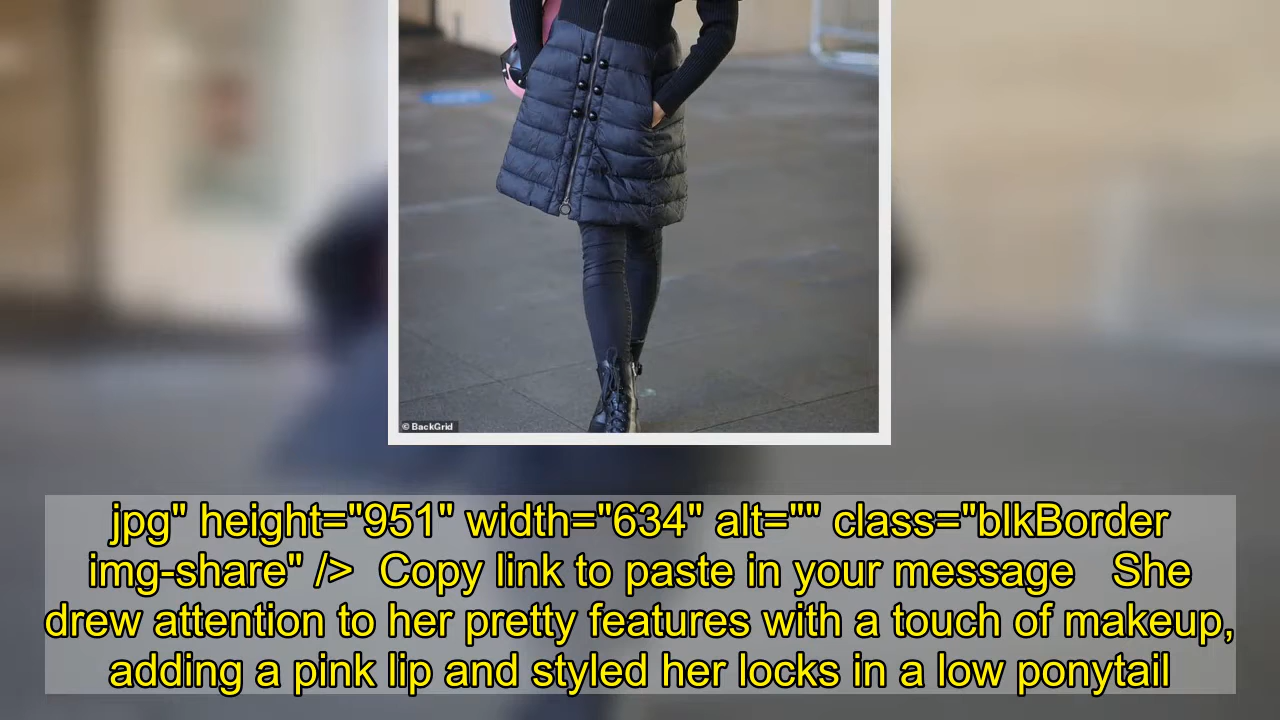 © BackGrid
jpg" height="951" width="634" alt="" class="blkBorder
img-share" />  Copy link to paste in your message   She
drew attention to her pretty features with a touch of makeup,
adding a pink lip and styled her locks in a low ponytail